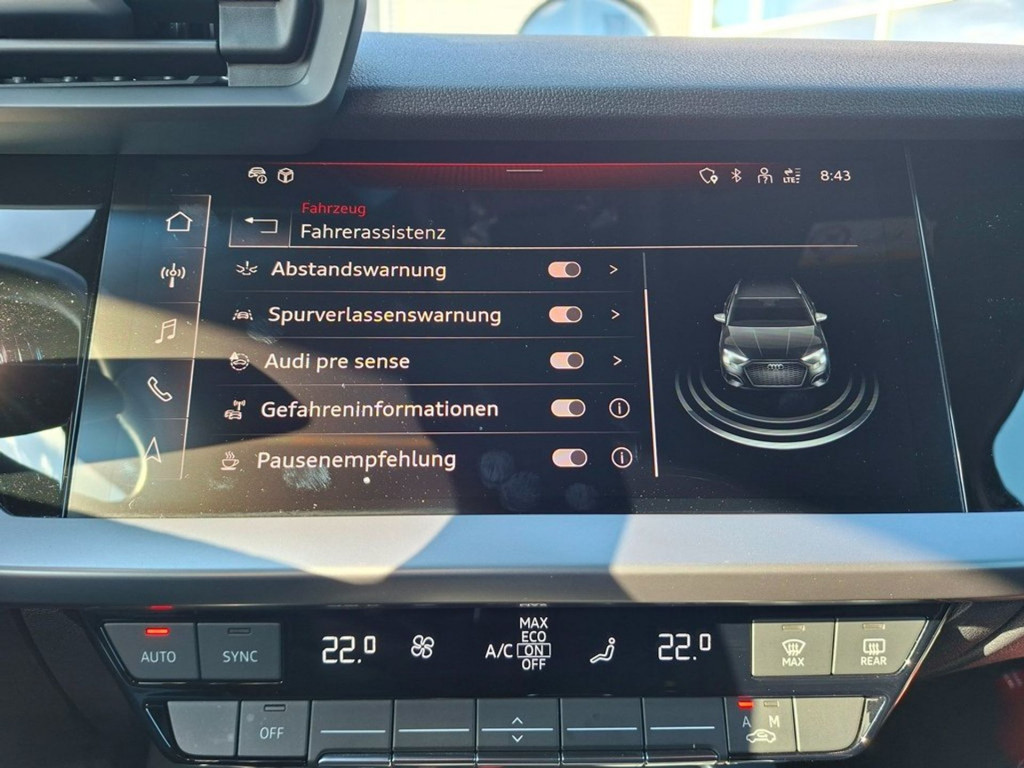 LTE
8:43
Fahrzeug
Fahrerassistenz
Abstandswarnung
Spurverlassenswarnung
Audi pre sense
Gefahreninformationen
Pausenempfehlung
AUTO
SYNC
22.0
A/C
MAX
ECO
ON
OFF
22.0
MAX
REAR
OFF
A
M